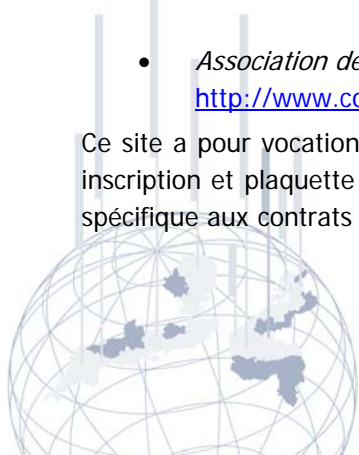 • Association de
http://www.co
Ce site a pour vocation
inscription et plaquette
spécifique aux contrats